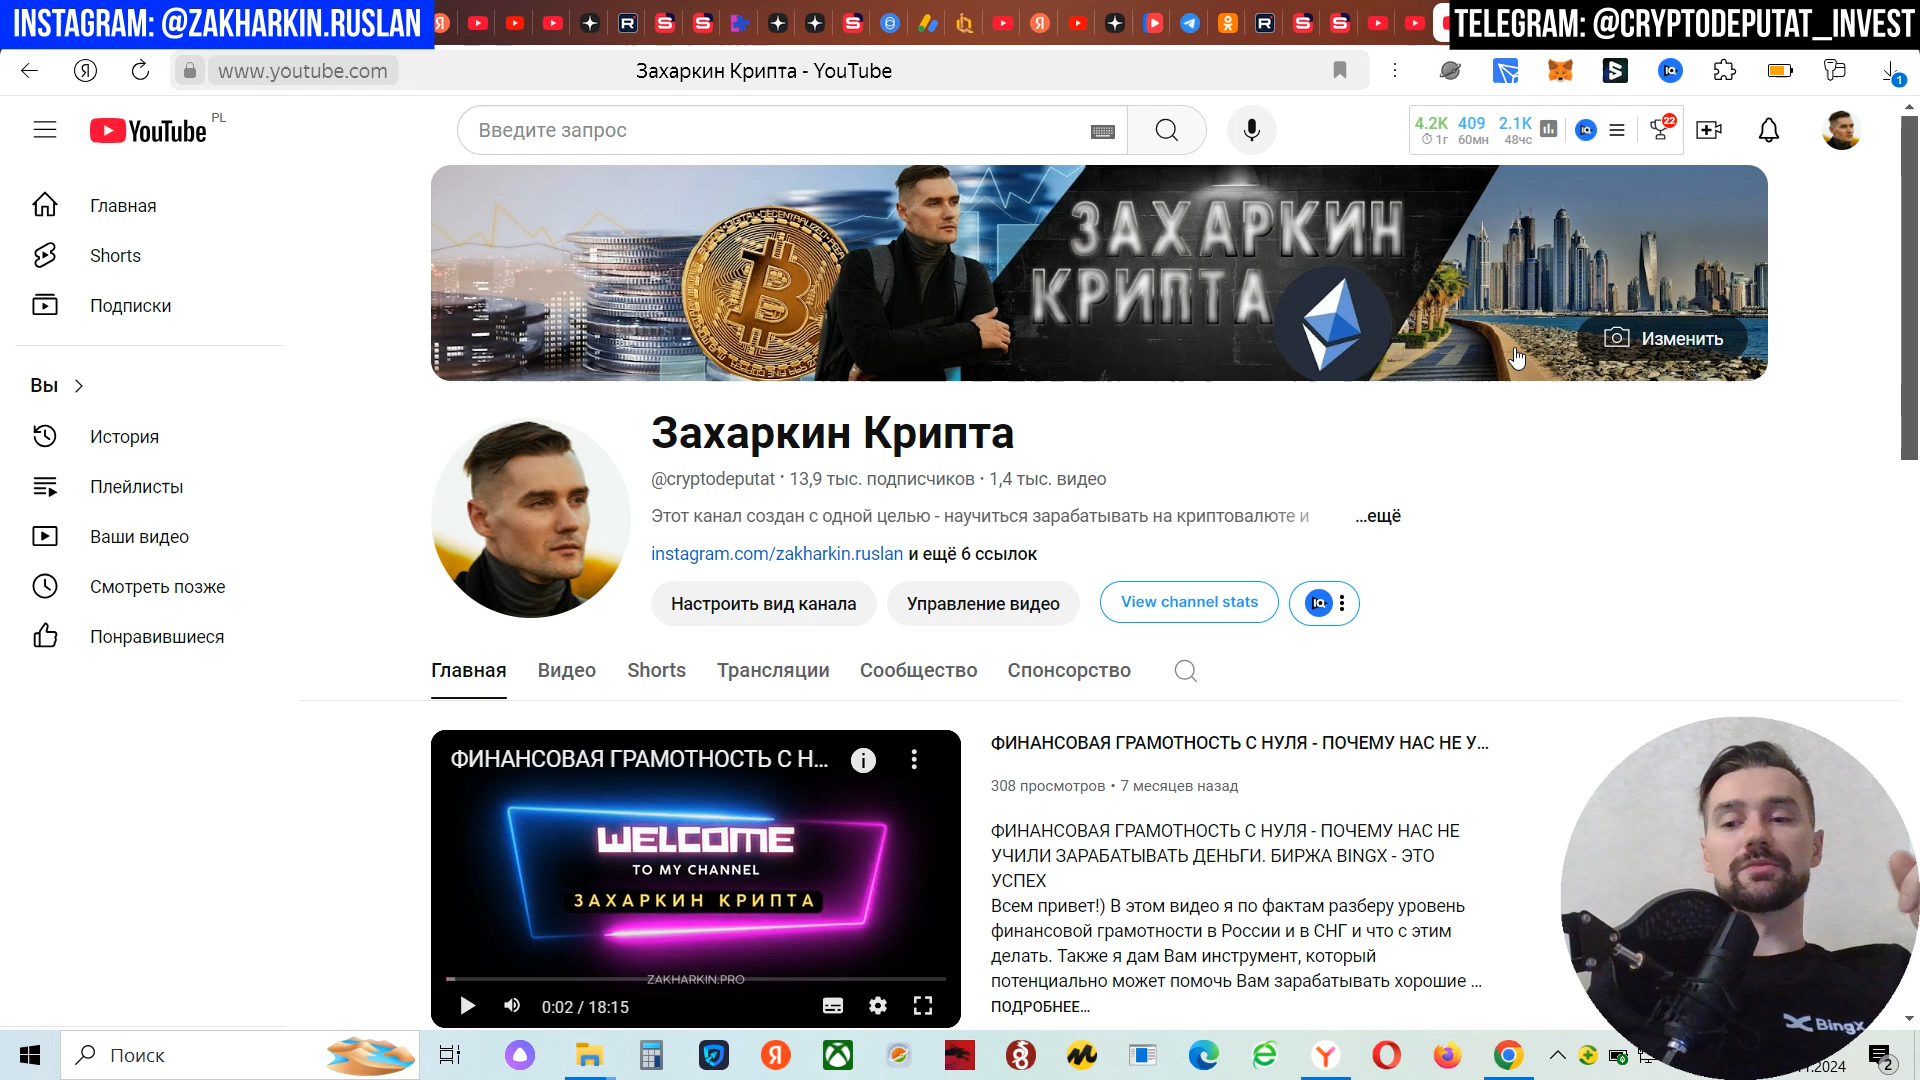 INSTAGRAM: @ZAKHARKIN.RUSLAN
TELEGRAM: @CRYPTODEPUTAT_INVEST
www.youtube.com
Захаркин Крипта - YouTube
1
YouTube PL
Введите запрос
4.2K 409 2.1K
1г 60мн 48чс
22
Главная
Shorts
Подписки
Вы
История
Плейлисты
Ваши видео
Смотреть позже
Понравившиеся
ЗАХАРКИН
КРИПТА
Изменить
Захаркин Крипта
@cryptodeputat · 13,9 тыс. подписчиков · 1,4 тыс. видео
Этот канал создан с одной целью - научиться зарабатывать на криптовалюте и ...ещё
instagram.com/zakharkin.ruslan и ещё 6 ссылок
Настроить вид канала
Управление видео
View channel stats
Главная
Видео
Shorts
Трансляции
Сообщество
Спонсорство
ФИНАНСОВАЯ ГРАМОТНОСТЬ С Н...
WELCOME
TO MY CHANNEL
ЗАХАРКИН КРИПТА
ZAKHARKIN.PRO
0:02 / 18:15
ФИНАНСОВАЯ ГРАМОТНОСТЬ С НУЛЯ - ПОЧЕМУ НАС НЕ У...
308 просмотров • 7 месяцев назад
ФИНАНСОВАЯ ГРАМОТНОСТЬ С НУЛЯ - ПОЧЕМУ НАС НЕ
УЧИЛИ ЗАРАБАТЫВАТЬ ДЕНЬГИ. БИРЖА BINGX - ЭТО
УСПЕХ
Всем привет!) В этом видео я по фактам разберу уровень
финансовой грамотности в России и в СНГ и что с этим
делать. Также я дам Вам инструмент, который
потенциально может помочь Вам зарабатывать хорошие ...
ПОДРОБНЕЕ...
BingX
Поиск
2024
2